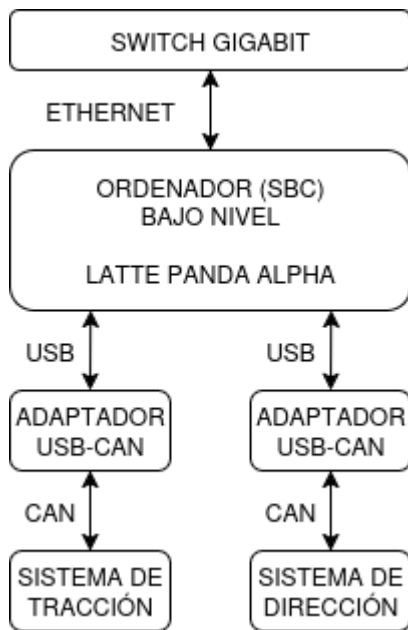 SWITCH GIGABIT
ETHERNET
ORDENADOR (SBC)
BAJO NIVEL
LATTE PANDA ALPHA
USB
USB
ADAPTADOR
USB-CAN
ADAPTADOR
USB-CAN
CAN
CAN
SISTEMA DE
TRACCIÓN
SISTEMA DE
DIRECCIÓN